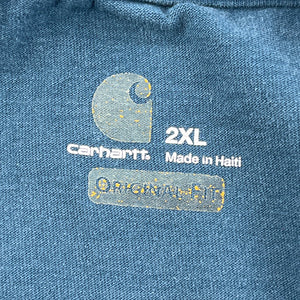 2XL
carhartt
Made in Haiti
ORIGINAL FIT